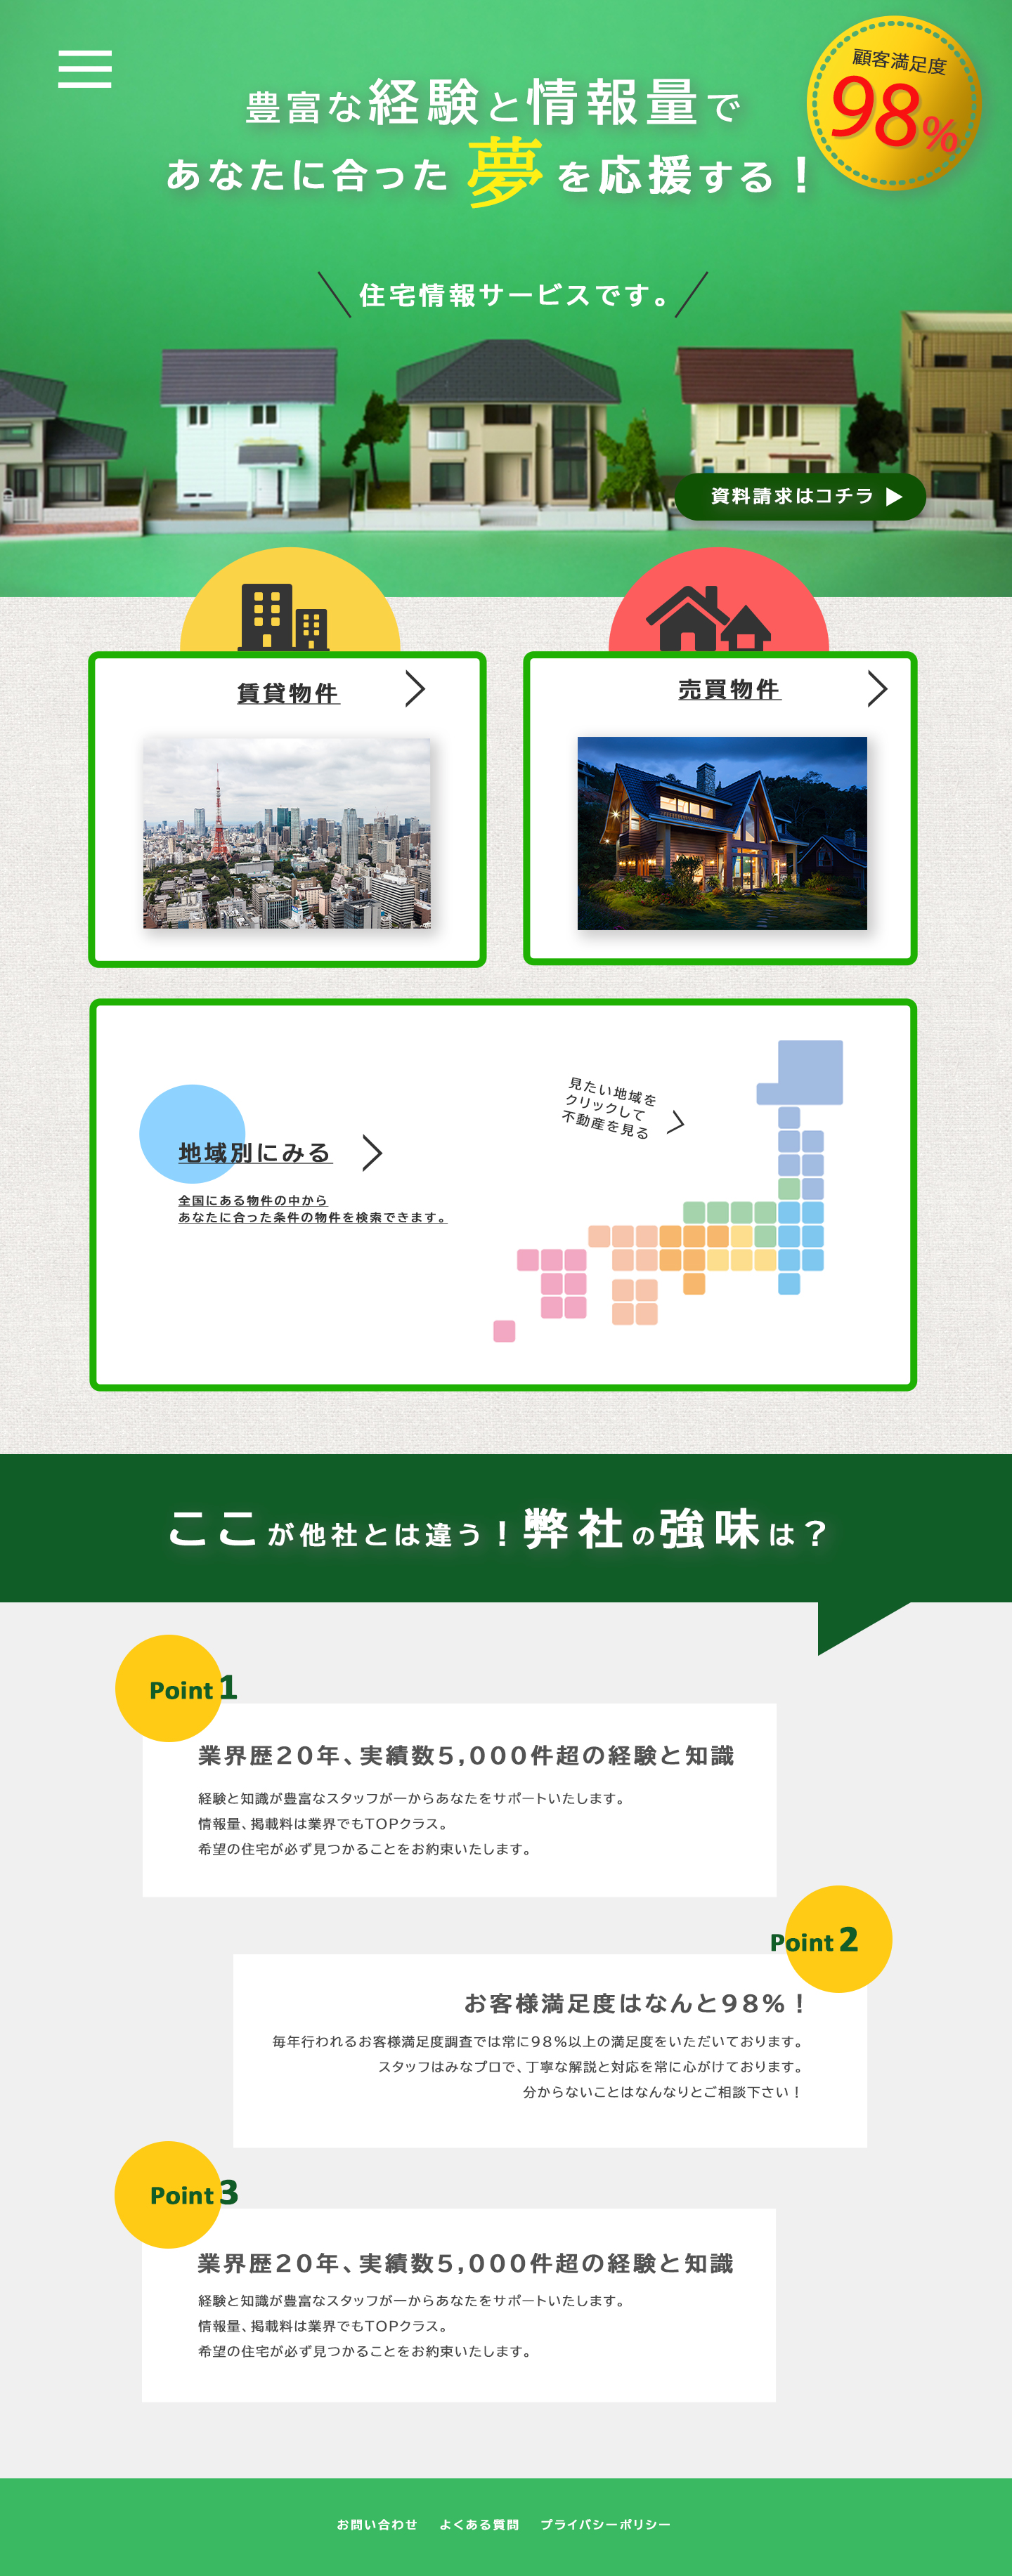 顧客満足度
98%
豊富な経験と情報量で
あなたに合った夢を応援する！
住宅情報サービスです。
資料請求はコチラ ▶
賃貸物件
売買物件
見たい地域を
クリックして
不動産を見る
地域別にみる
全国にある物件の中から
あなたに合った条件の物件を検索できます。
ここが他社とは違う！弊社の強味は？
Point 1
業界歴20年、実績数5,000件超の経験と知識
経験と知識が豊富なスタッフが一からあなたをサポートいたします。
情報量、掲載料は業界でもTOPクラス。
希望の住宅が必ず見つかることをお約束いたします。
Point 2
お客様満足度はなんと98%！
毎年行われるお客様満足度調査では常に98%以上の満足度をいただいております。
スタッフはみなプロで、丁寧な解説と対応を常に心がけております。
分からないことはなんなりとご相談下さい！
Point 3
業界歴20年、実績数5,000件超の経験と知識
経験と知識が豊富なスタッフが一からあなたをサポートいたします。
情報量、掲載料は業界でもTOPクラス。
希望の住宅が必ず見つかることをお約束いたします。
お問い合わせ よくある質問 プライバシーポリシー